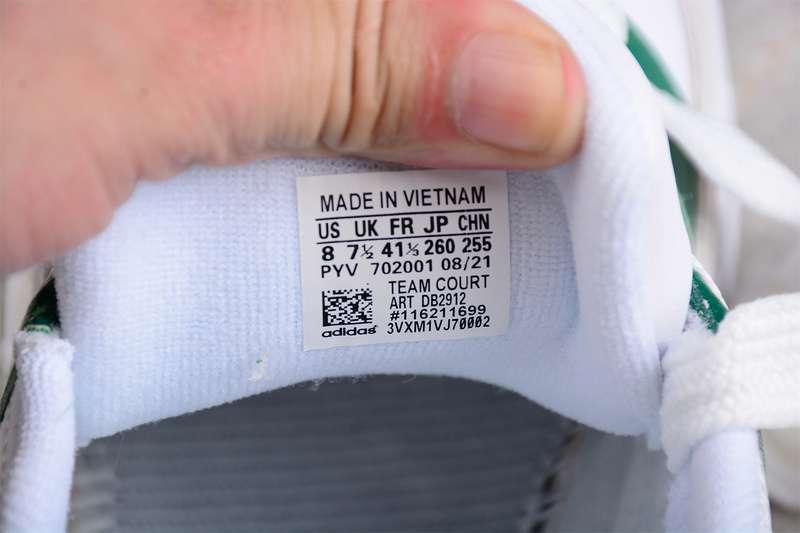 MADE IN VIETNAM
US UK FR JP CHN
8 7½ 41⅓ 260 255
PYV 702001 08/21
TEAM COURT
ART DB2912
#116211699
adidas 3VXM1VJ70002